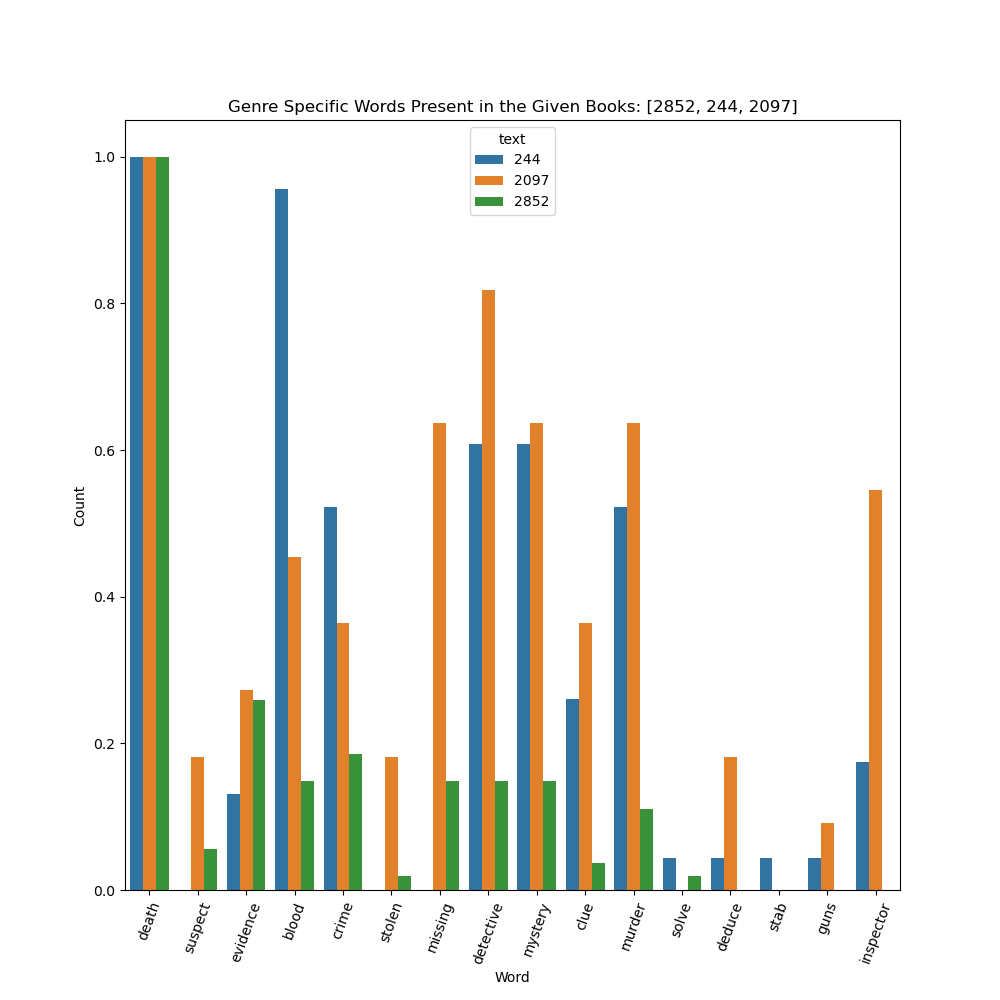 Genre Specific Words Present in the Given Books: [2852, 244, 2097]
text
244
2097
2852
1.0
0.8
0.6
0.4
0.2
0.0
Count
death
suspect
evidence
blood
crime
stolen
missing
detective
mystery
clue
murder
solve
deduce
stab
guns
inspector
Word